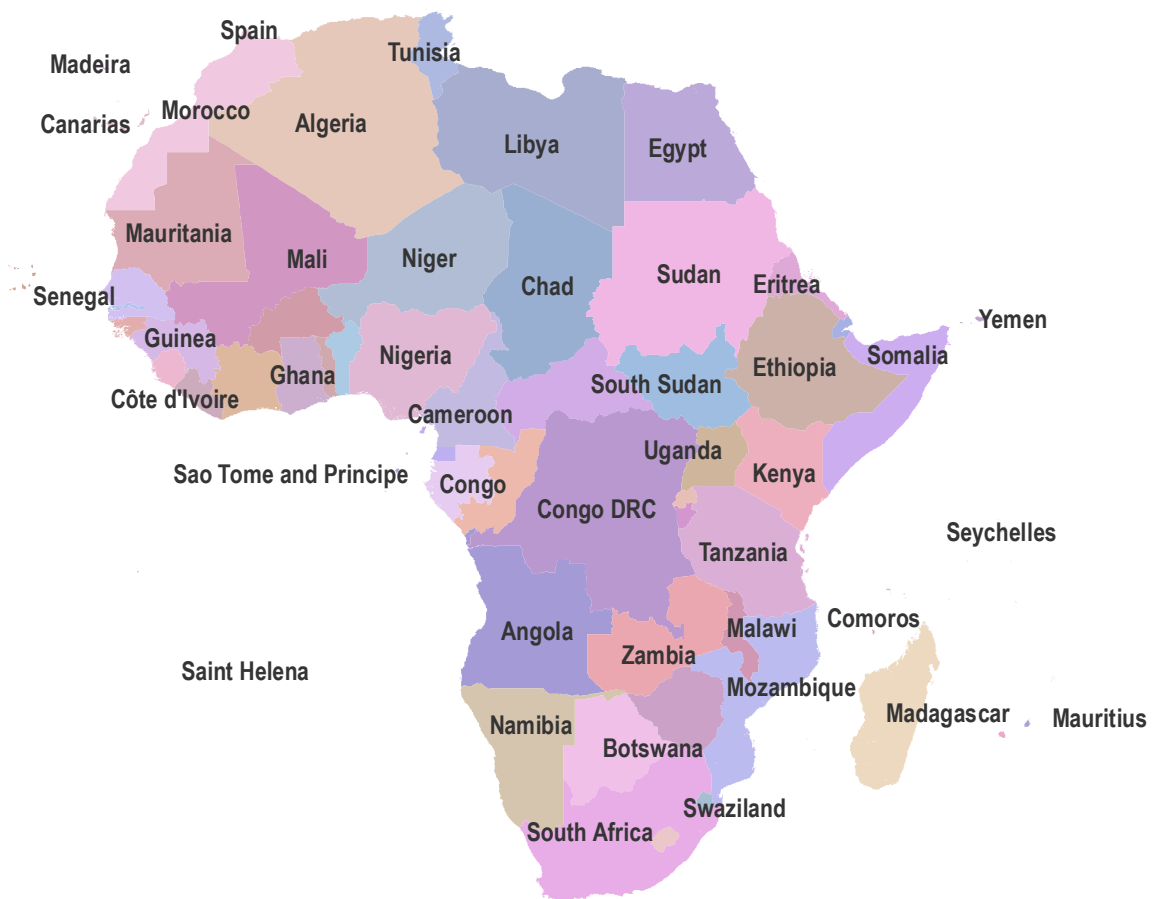 Spain
Tunisia
Madeira
Morocco
Canarias
Algeria
Libya
Egypt
Mauritania
Mali
Niger
Chad
Sudan
Eritrea
Senegal
Yemen
Guinea
Nigeria
Somalia
Ghana
Ethiopia
South Sudan
Côte d'Ivoire
Cameroon
Uganda
Sao Tome and Principe
Congo
Kenya
Congo DRC
Seychelles
Tanzania
Comoros
Angola
Malawi
Zambia
Saint Helena
Mozambique
Madagascar
Mauritius
Namibia
Botswana
Swaziland
South Africa